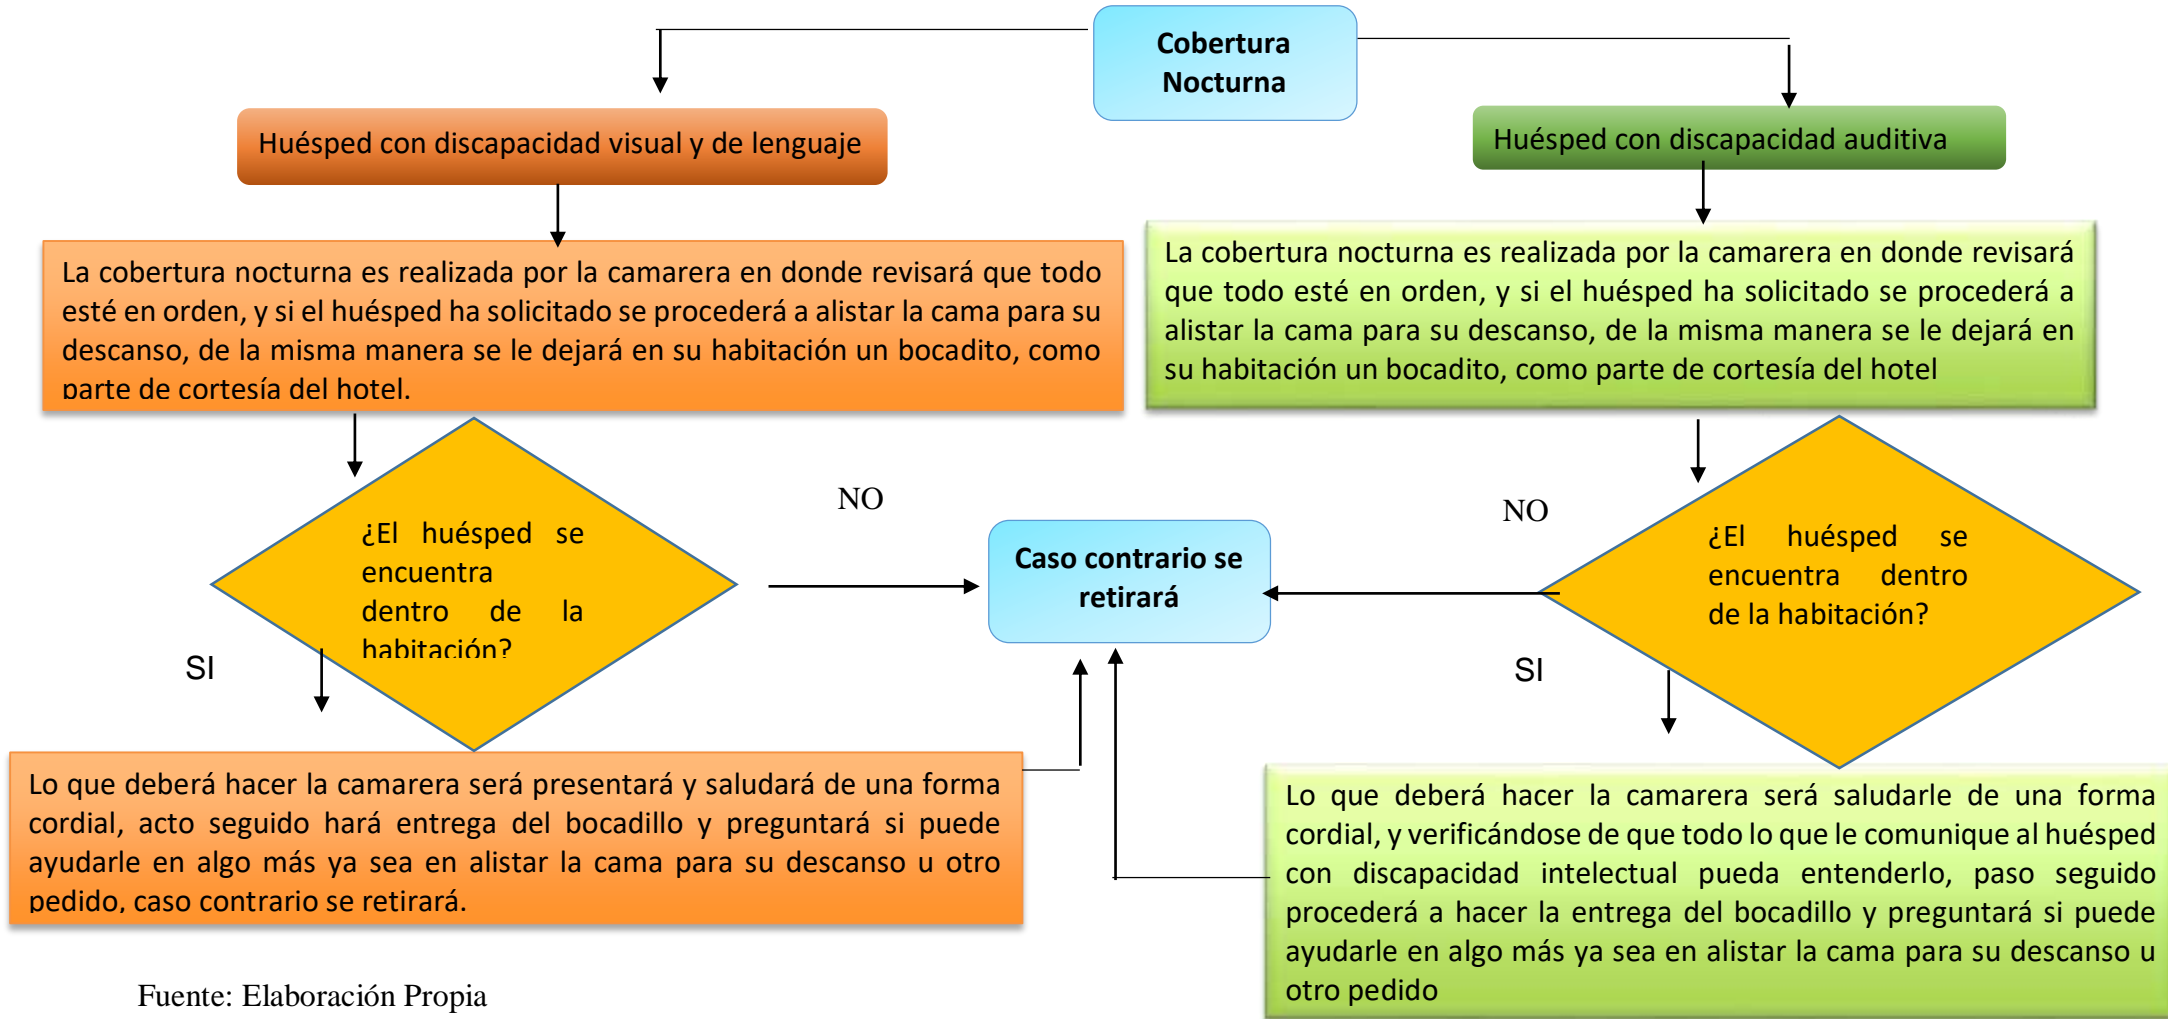 Cobertura
Nocturna
Huésped con discapacidad visual y de lenguaje
Huésped con discapacidad auditiva
La cobertura nocturna es realizada por la camarera en donde revisará que todo
esté en orden, y si el huésped ha solicitado se procederá a alistar la cama para su
descanso, de la misma manera se le dejará en su habitación un bocadito, como
parte de cortesía del hotel.
La cobertura nocturna es realizada por la camarera en donde revisará
que todo esté en orden, y si el huésped ha solicitado se procederá a
alistar la cama para su descanso, de la misma manera se le dejará en
su habitación un bocadito, como parte de cortesía del hotel
¿El huésped se
encuentra
dentro de la
habitación?
NO
SI
Caso contrario se
retirará
NO
¿El huésped se
encuentra dentro
de la habitación?
SI
Lo que deberá hacer la camarera será presentará y saludará de una forma
cordial, acto seguido hará entrega del bocadillo y preguntará si puede
ayudarle en algo más ya sea en alistar la cama para su descanso u otro
pedido, caso contrario se retirará.
Lo que deberá hacer la camarera será saludarle de una forma
cordial, y verificándose de que todo lo que le comunique al huésped
con discapacidad intelectual pueda entenderlo, paso seguido
procederá a hacer la entrega del bocadillo y preguntará si puede
ayudarle en algo más ya sea en alistar la cama para su descanso u
otro pedido
Fuente: Elaboración Propia